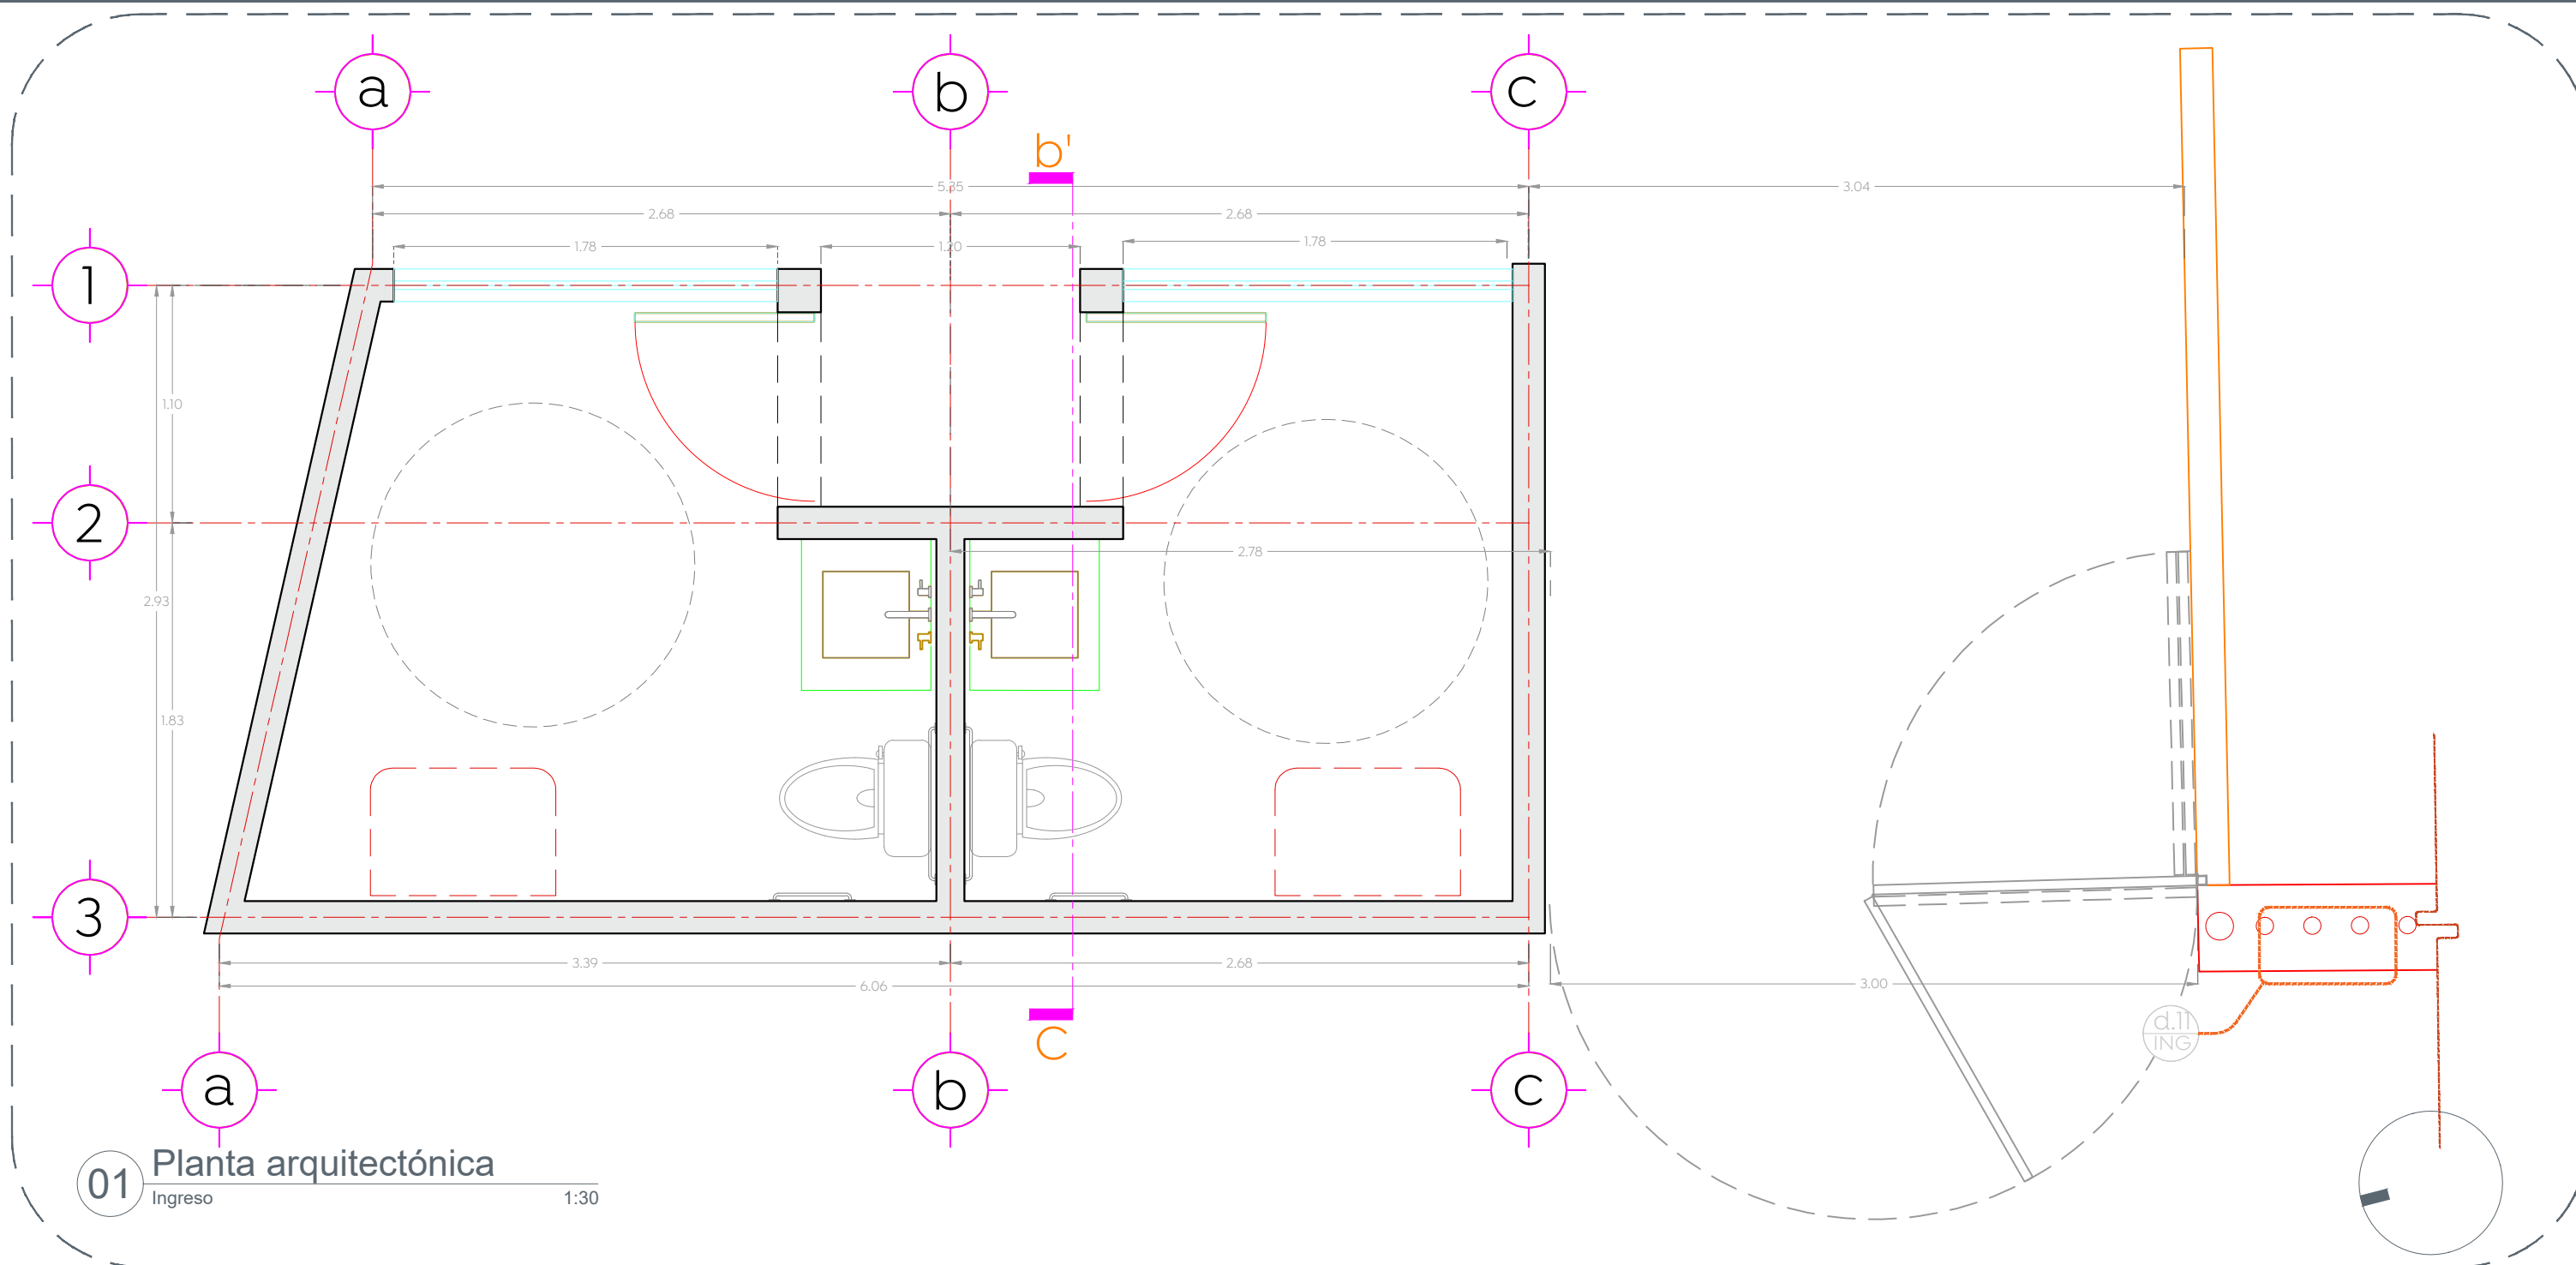 a
b
c
b'
5.35
3.04
2.68
2.68
1.78
1.20
1.78
1
1.10
2
2.78
2.93
1.83
3
3.39
2.68
6.06
3.00
d.11
ING
c
a
b
c
01
Planta arquitectónica
Ingreso
1:30